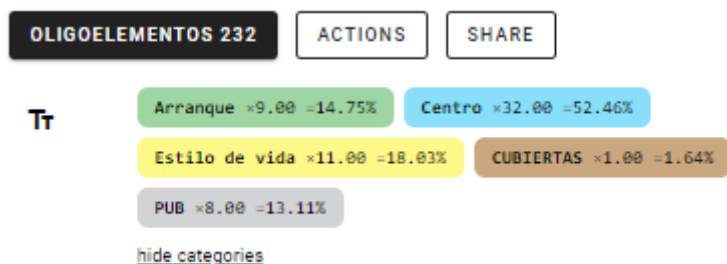 OLIGOELEMENTOS 232 ACTIONS SHARE
Tт Arranque ×9.00 =14.75% Centro ×32.00 =52.46%
Estilo de vida ×11.00 =18.03% CUBIERTAS ×1.00 =1.64%
PUB ×8.00 =13.11%
hide categories